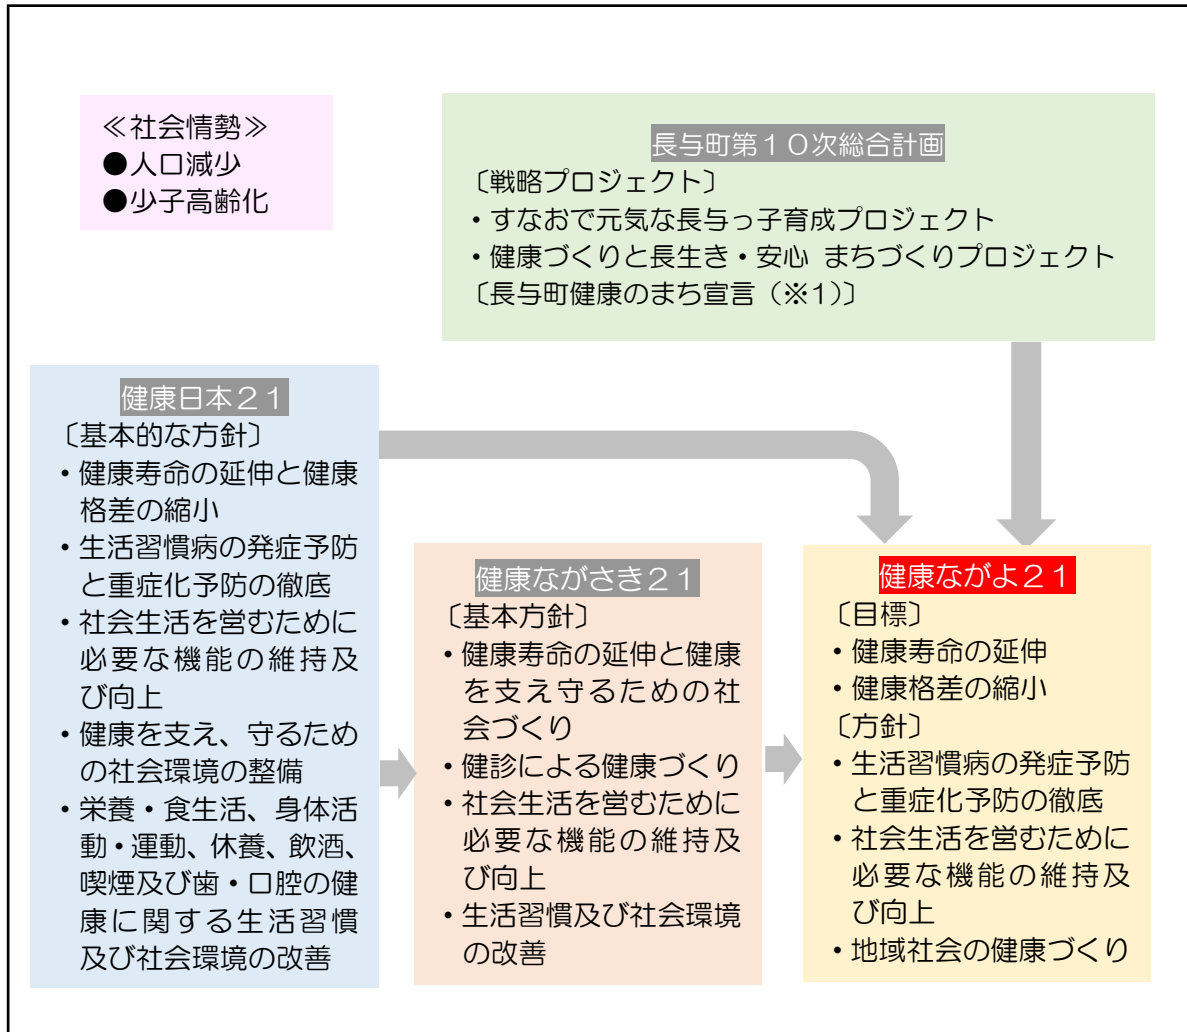 ≪社会情勢≫
●人口減少
●少子高齢化
長与町第１０次総合計画
〔戦略プロジェクト〕
・すなおで元気な長与っ子育成プロジェクト
・健康づくりと長生き・安心 まちづくりプロジェクト
〔長与町健康のまち宣言（※1）〕
健康日本２１
〔基本的な方針〕
・健康寿命の延伸と健康
格差の縮小
・生活習慣病の発症予防
と重症化予防の徹底
・社会生活を営むために
必要な機能の維持及
び向上
・健康を支え、守るため
の社会環境の整備
・栄養・食生活、身体活
動・運動、休養、飲酒、
喫煙及び歯・口腔の健
康に関する生活習慣
及び社会環境の改善
健康ながさき２１
〔基本方針〕
・健康寿命の延伸と健康
を支え守るための社
会づくり
・健診による健康づくり
・社会生活を営むために
必要な機能の維持及
び向上
・生活習慣及び社会環境
の改善
健康ながよ２１
〔目標〕
・健康寿命の延伸
・健康格差の縮小
〔方針〕
・生活習慣病の発症予防
と重症化予防の徹底
・社会生活を営むために
必要な機能の維持及
び向上
・地域社会の健康づくり